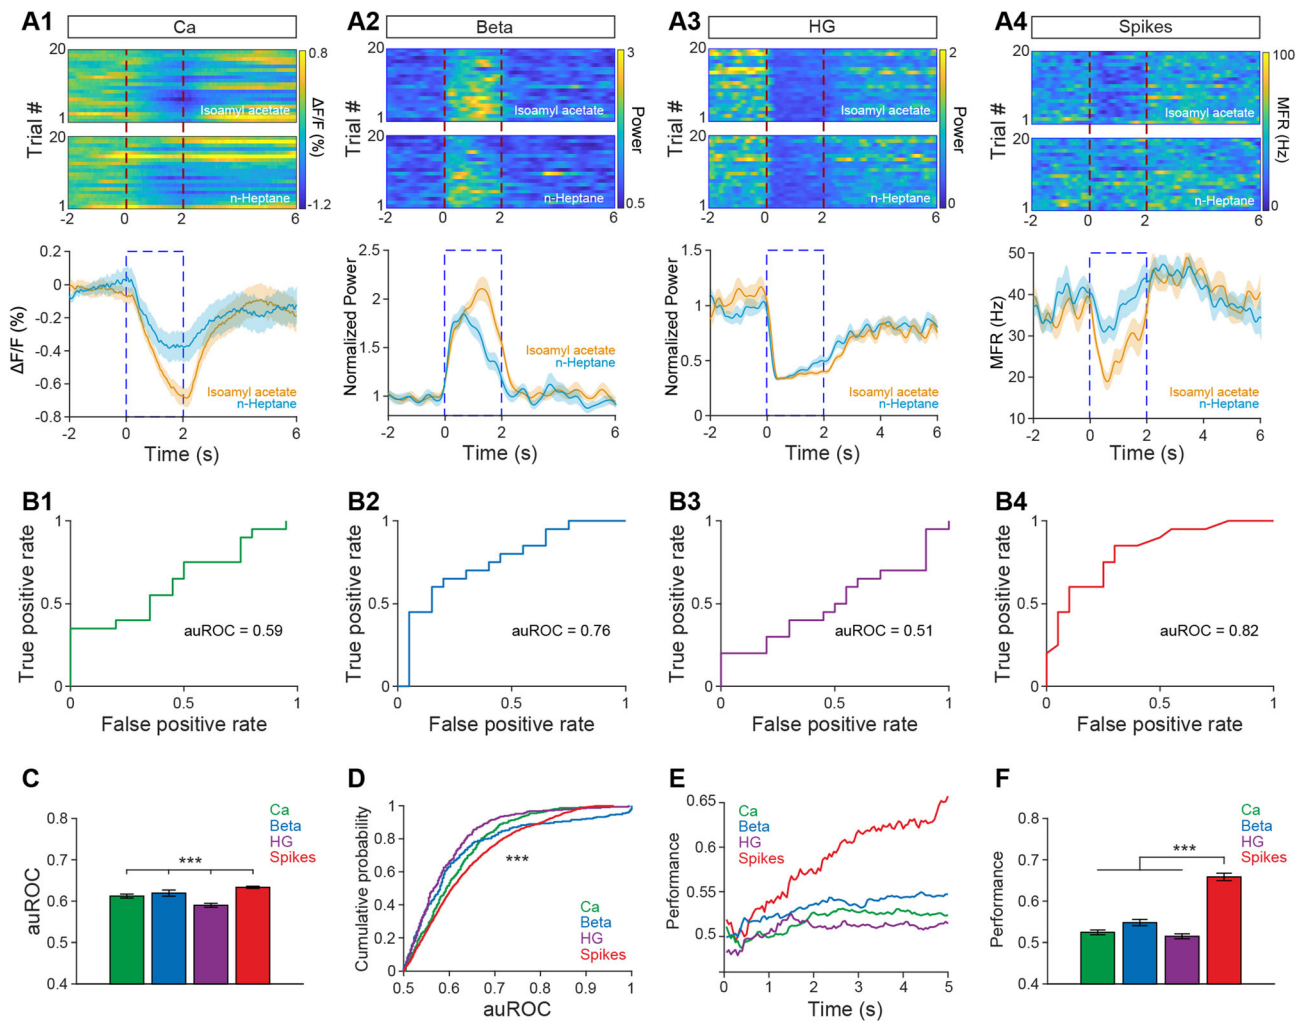 A1
Ca
20
1
Trial #
Isoamyl acetate
20
1
n-Heptane
-2 0 2 6
0.8
-1.2
ΔF/F (%)
0.2
0
-0.2
-0.4
-0.6
-0.8
ΔF/F (%)
Isoamyl acetate
n-Heptane
-2 0 2 4 6
Time (s)
A2
Beta
20
1
Trial #
Isoamyl acetate
20
1
n-Heptane
-2 0 2 6
3
0.5
Power
2.5
2
1.5
1
Normalized Power
Isoamyl acetate
n-Heptane
-2 0 2 4 6
Time (s)
A3
HG
20
1
Trial #
Isoamyl acetate
20
1
n-Heptane
-2 0 2 6
2
0
Power
1.5
1
0.5
0
Normalized Power
Isoamyl acetate
n-Heptane
-2 0 2 4 6
Time (s)
A4
Spikes
20
1
Trial #
Isoamyl acetate
20
1
n-Heptane
-2 0 2 6
100
0
MFR (Hz)
50
40
30
20
10
MFR (Hz)
Isoamyl acetate
n-Heptane
-2 0 2 4 6
Time (s)
B1
1
0.5
0
True positive rate
auROC = 0.59
0.5 1
False positive rate
B2
1
0.5
0
True positive rate
auROC = 0.76
0 0.5 1
False positive rate
B3
1
0.5
0
True positive rate
auROC = 0.51
0 0.5 1
False positive rate
B4
1
0.5
0
True positive rate
auROC = 0.82
0 0.5 1
False positive rate
C
Ca
Beta
HG
Spikes
0.8
0.7
0.6
0.5
0.4
auROC
***
D
1
0.8
0.6
0.4
0.2
0
Cumulative probability
***
Ca
Beta
HG
Spikes
0.5 0.6 0.7 0.8 0.9 1
auROC
E
0.65
0.6
0.55
0.5
Performance
Ca
Beta
HG
Spikes
0 1 2 3 4 5
Time (s)
F
Ca
Beta
HG
Spikes
0.8
0.7
0.6
0.5
0.4
Performance
***